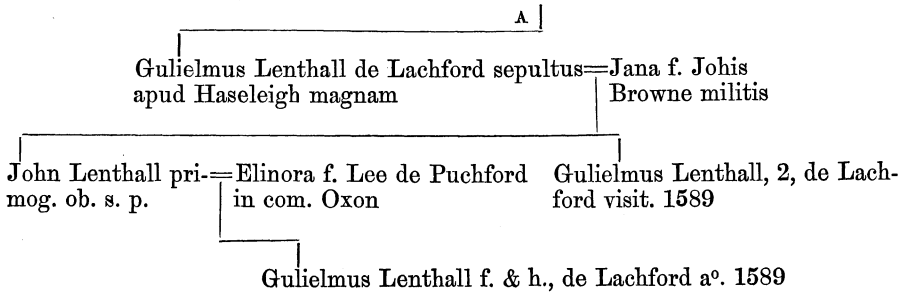 A
Gulielmus Lenthall de Lachford sepultus=Jana f. Johis
apud Haseleigh magnam Browne militis
John Lenthall pri-=Elinora f. Lee de Puchford Gulielmus Lenthall, 2, de Lach-
mog. ob. s. p. in com. Oxon ford visit. 1589
Gulielmus Lenthall f. & h., de Lachford aº. 1589